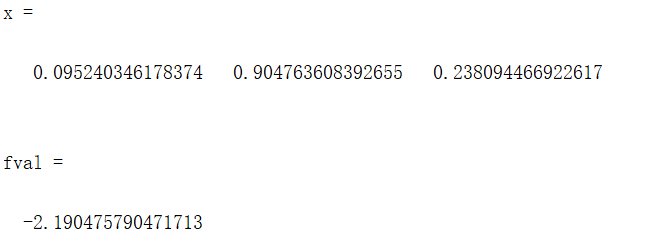 x =
0.095240346178374 0.904763608392655 0.238094466922617
fval =
-2.190475790471713